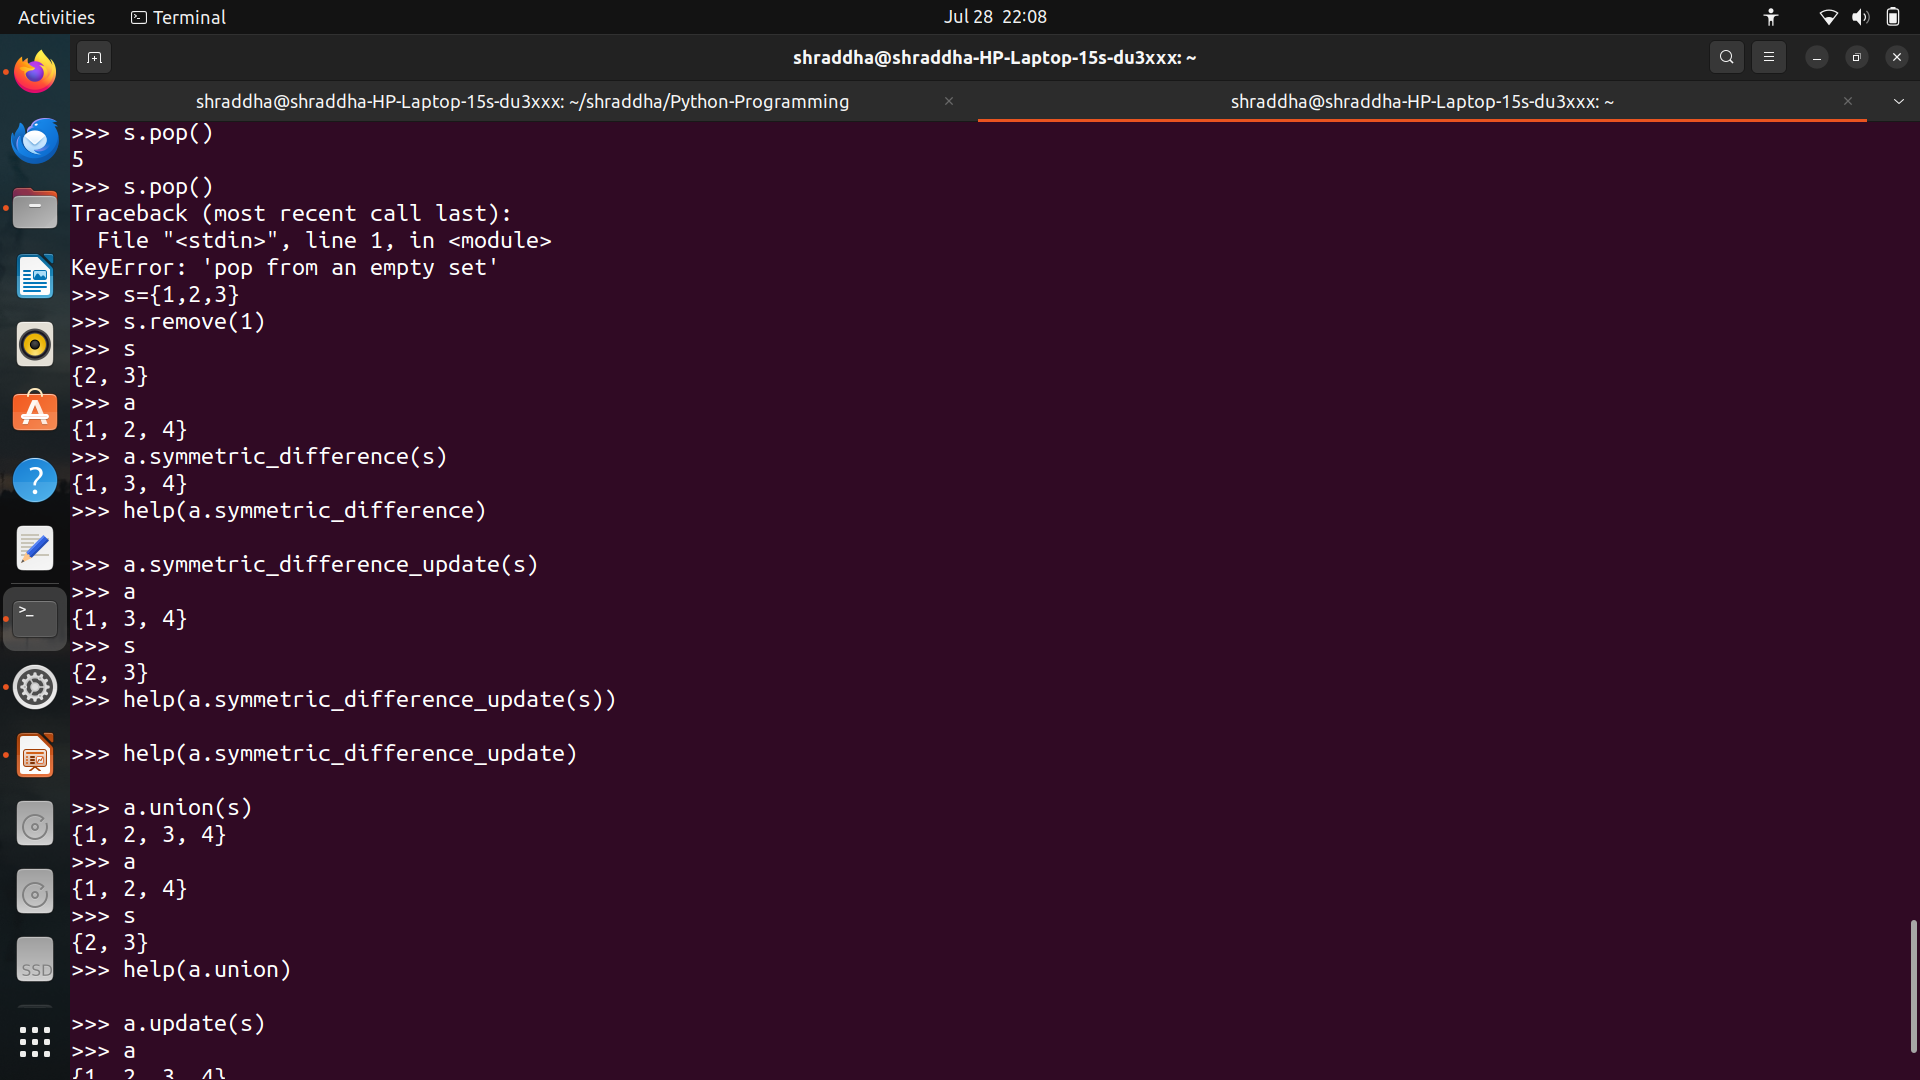 Activities
Terminal
Jul 28 22:08
shraddha@shraddha-HP-Laptop-15s-du3xxx: ~
shraddha@shraddha-HP-Laptop-15s-du3xxx: ~/shraddha/Python-Programming
shraddha@shraddha-HP-Laptop-15s-du3xxx: ~
>>> s.pop()
5
>>> s.pop()
Traceback (most recent call last):
  File "<stdin>", line 1, in <module>
KeyError: 'pop from an empty set'
>>> s={1,2,3}
>>> s.remove(1)
>>> s
{2, 3}
>>> a
{1, 2, 4}
>>> a.symmetric_difference(s)
{1, 3, 4}
>>> help(a.symmetric_difference)
>>> a.symmetric_difference_update(s)
>>> a
{1, 3, 4}
>>> s
{2, 3}
>>> help(a.symmetric_difference_update(s))
>>> help(a.symmetric_difference_update)
>>> a.union(s)
{1, 2, 3, 4}
>>> a
{1, 2, 4}
>>> s
{2, 3}
>>> help(a.union)
>>> a.update(s)
>>> a
{1, 2, 3, 4}
SSD